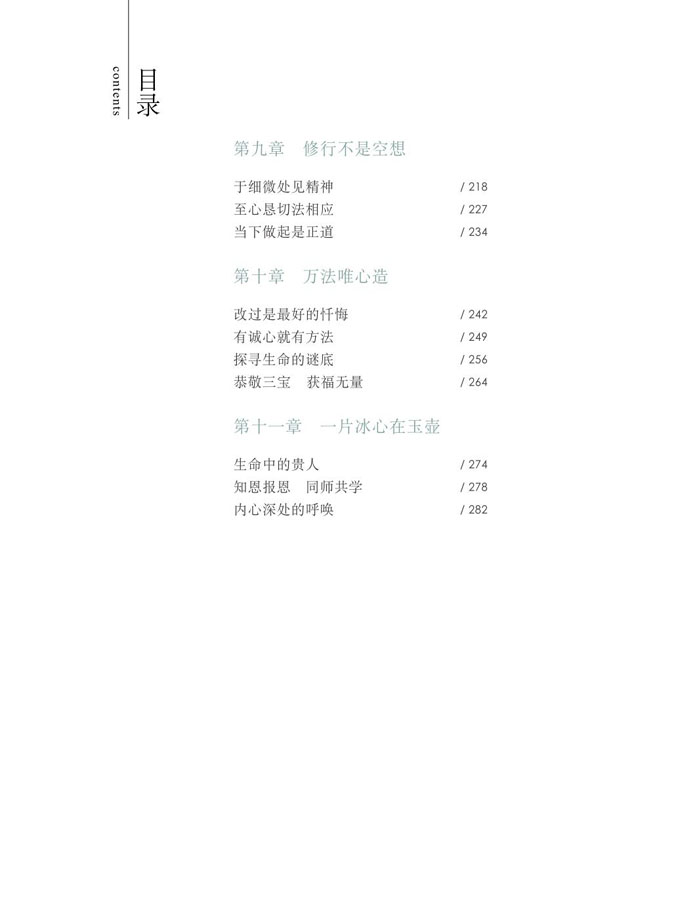 目录
contents
第九章　修行不是空想
于细微处见精神 / 218
至心恳切法相应 / 227
当下做起是正道 / 234
第十章　万法唯心造
改过是最好的忏悔 / 242
有诚心就有方法 / 249
探寻生命的谜底 / 256
恭敬三宝　获福无量 / 264
第十一章　一片冰心在玉壶
生命中的贵人 / 274
知恩报恩　同师共学 / 278
内心深处的呼唤 / 282